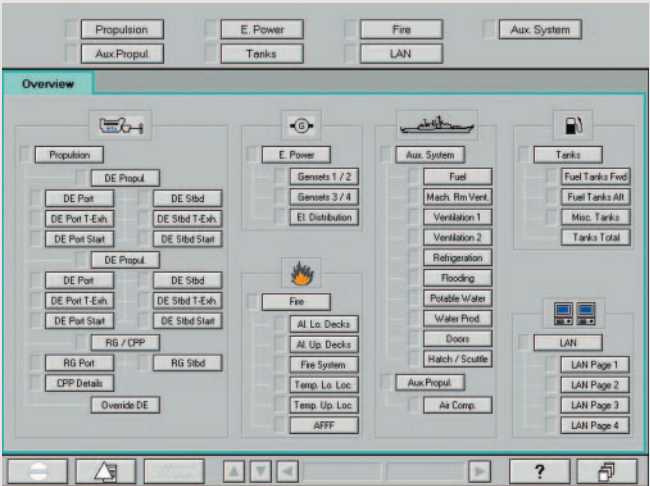 Propulsion
E. Power
Fire
Aux. System
Aux.Propul.
Tanks
LAN
Overview
G
Propulsion
DE Propul.
DE Port
DE Stbd
DE Port T-Exh.
DE Stbd T-Exh.
DE Port Start
DE Stbd Start
DE Propul.
DE Port
DE Stbd
DE Port T-Exh.
DE Stbd T-Exh.
DE Port Start
DE Stbd Start
RG / CPP
RG Port
RG Stbd
CPP Details
Override DE
E. Power
Gensets 1 / 2
Gensets 3 / 4
El. Distribution
Fire
Al. Lo. Decks
Al. Up. Decks
Fire System
Temp. Lo. Loc.
Temp. Up. Loc.
AFFF
Aux. System
Fuel
Mach. Rm Vent.
Ventilation 1
Ventilation 2
Refrigeration
Flooding
Potable Water
Water Prod.
Doors
Hatch / Scuttle
Aux.Propul.
Air Comp.
Tanks
Fuel Tanks Fwd
Fuel Tanks Aft
Misc. Tanks
Tanks Total
LAN
LAN Page 1
LAN Page 2
LAN Page 3
LAN Page 4
?